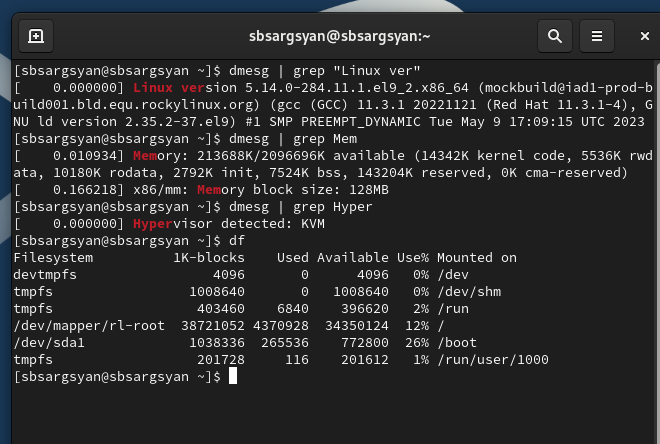 sbsargsyan@sbsargsyan:~
[sbsargsyan@sbsargsyan ~]$ dmesg | grep "Linux ver"
[    0.000000] Linux version 5.14.0-284.11.1.el9_2.x86_64 (mockbuild@iad1-prod-b
uild001.bld.equ.rockylinux.org) (gcc (GCC) 11.3.1 20221121 (Red Hat 11.3.1-4), G
NU ld version 2.35.2-37.el9) #1 SMP PREEMPT_DYNAMIC Tue May 9 17:09:15 UTC 2023
[sbsargsyan@sbsargsyan ~]$ dmesg | grep Mem
[    0.010934] Memory: 213688K/2096696K available (14342K kernel code, 5536K rwd
ata, 10180K rodata, 2792K init, 7524K bss, 143204K reserved, 0K cma-reserved)
[    0.166218] x86/mm: Memory block size: 128MB
[sbsargsyan@sbsargsyan ~]$ dmesg | grep Hyper
[    0.000000] Hypervisor detected: KVM
[sbsargsyan@sbsargsyan ~]$ df
Filesystem          1K-blocks    Used Available Use% Mounted on
devtmpfs                 4096       0      4096   0% /dev
tmpfs                 1008640       0   1008640   0% /dev/shm
tmpfs                  403460    6840    396620   2% /run
/dev/mapper/rl-root  38721052 4370928  34350124  12% /
/dev/sda1             1038336  265536    772800  26% /boot
tmpfs                  201728     116    201612   1% /run/user/1000
[sbsargsyan@sbsargsyan ~]$